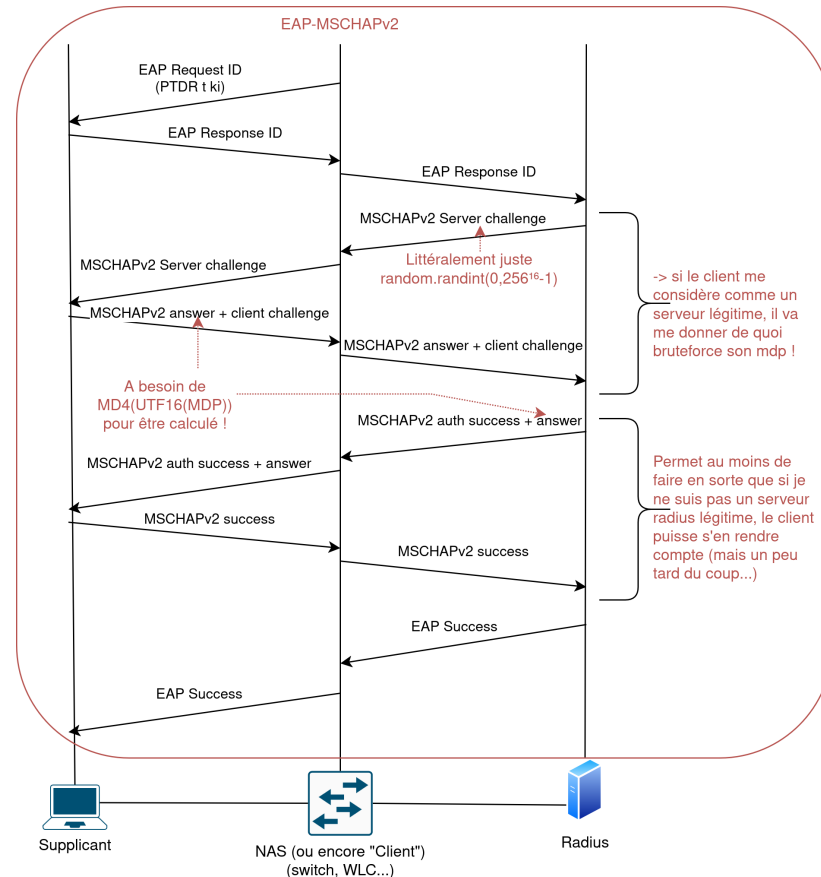 EAP-MSCHAPv2
EAP Request ID
(PTDR t ki)
EAP Response ID
EAP Response ID
MSCHAPv2 Server challenge
Littéralement juste
random.randint(0,256¹⁶-1)
MSCHAPv2 Server challenge
-> si le client me
considère comme un
serveur légitime, il va
me donner de quoi
bruteforce son mdp !
MSCHAPv2 answer + client challenge
MSCHAPv2 answer + client challenge
A besoin de
MD4(UTF16(MDP))
pour être calculé !
MSCHAPv2 auth success + answer
MSCHAPv2 auth success + answer
Permet au moins de
faire en sorte que si je
ne suis pas un serveur
radius légitime, le client
puisse s'en rendre
compte (mais un peu
tard du coup...)
MSCHAPv2 success
MSCHAPv2 success
EAP Success
EAP Success
Supplicant
NAS (ou encore "Client")
(switch, WLC...)
Radius